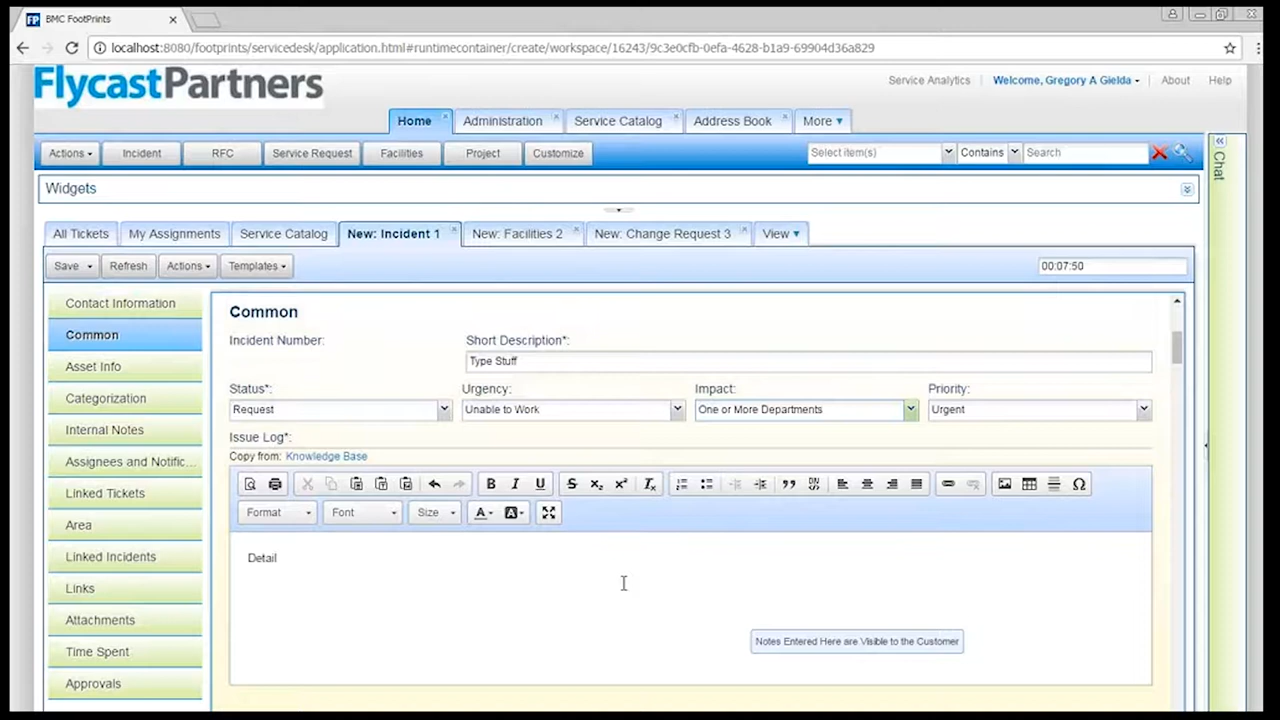 FP BMC FootPrints
localhost:8080/footprints/servicedesk/application.html#runtimecontainer/create/workspace/16243/9c3e0cfb-0efa-4628-b1a9-69904d36a829
FlycastPartners
Service Analytics Welcome, Gregory A Gielda About Help
Home Administration Service Catalog Address Book More
Actions Incident RFC Service Request Facilities Project Customize Select item(s) Contains Search
Chat
Widgets
All Tickets My Assignments Service Catalog New: Incident 1 New: Facilities 2 New: Change Request 3 View
Save Refresh Actions Templates 00:07:50
Contact Information
Common
Asset Info
Categorization
Internal Notes
Assignees and Notific...
Linked Tickets
Area
Linked Incidents
Links
Attachments
Time Spent
Approvals
Common
Incident Number: Short Description*:
Type Stuff
Status*: Urgency: Impact: Priority:
Request Unable to Work One or More Departments Urgent
Issue Log*:
Copy from: Knowledge Base
Format Font Size
Detail
Notes Entered Here are Visible to the Customer